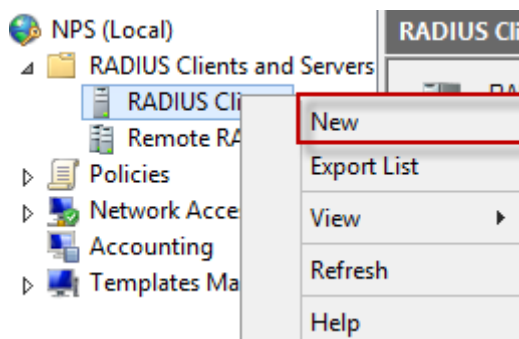 NPS (Local)
RADIUS Clients and Servers
RADIUS Cli
Remote RA
Policies
Network Acce
Accounting
Templates Ma
RADIUS Cli
New
Export List
View
Refresh
Help